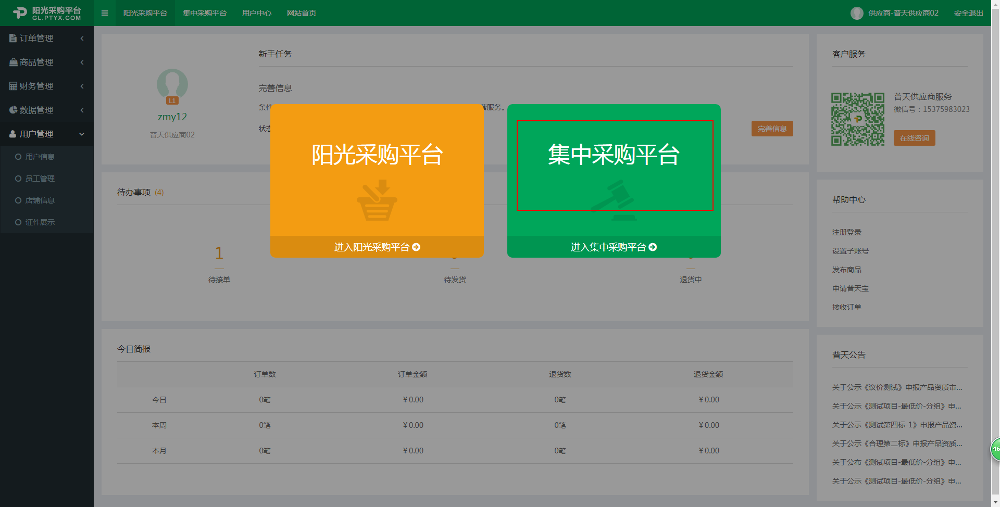 阳光采购平台
GL.PTYX.COM
阳光采购平台
集中采购平台
用户中心
网站首页
供应商-普天供应商02
安全退出
订单管理
商品管理
财务管理
数据管理
用户管理
用户信息
员工管理
店铺信息
证件展示
L1
zmy12
普天供应商02
新手任务
完善信息
条件
营服务。
状态
完善信息
阳光采购平台
进入阳光采购平台
集中采购平台
进入集中采购平台
待办事项 (4)
1
待接单
待发货
退货中
今日简报
订单数 订单金额 退货数 退货金额
今日 0笔 ¥0.00 0笔 ¥0.00
本周 0笔 ¥0.00 0笔 ¥0.00
本月 0笔 ¥0.00 0笔 ¥0.00
客户服务
普天供应商服务
微信号：15375983023
在线咨询
帮助中心
注册登录
设置子账号
发布商品
申请普天宝
接收订单
普天公告
关于公示《议价测试》申报产品资质审...
关于公示《测试项目-最低价-分组》申...
关于公示《测试第四标-1》申报产品资...
关于公示《合理第二标》申报产品资质...
关于公布《测试项目-最低价-分组》申...
关于公示《测试项目-最低价-分组》申...
46